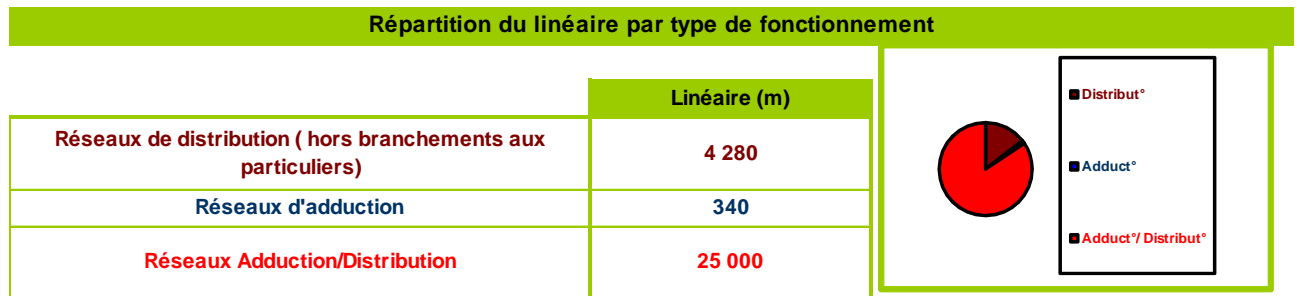 Répartition du linéaire par type de fonctionnement
Linéaire (m)
Réseaux de distribution ( hors branchements aux
particuliers)
4 280
Réseaux d'adduction
340
Réseaux Adduction/Distribution
25 000
Distribut°
Adduct°
Adduct°/ Distribut°